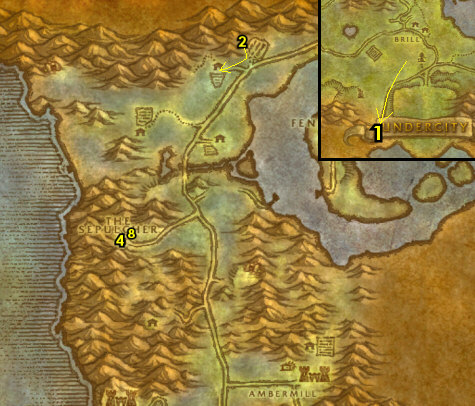 2
BRILL
FEN
1
UNDERCITY
THE
SEPULCHER
4 8
AMBERMILL